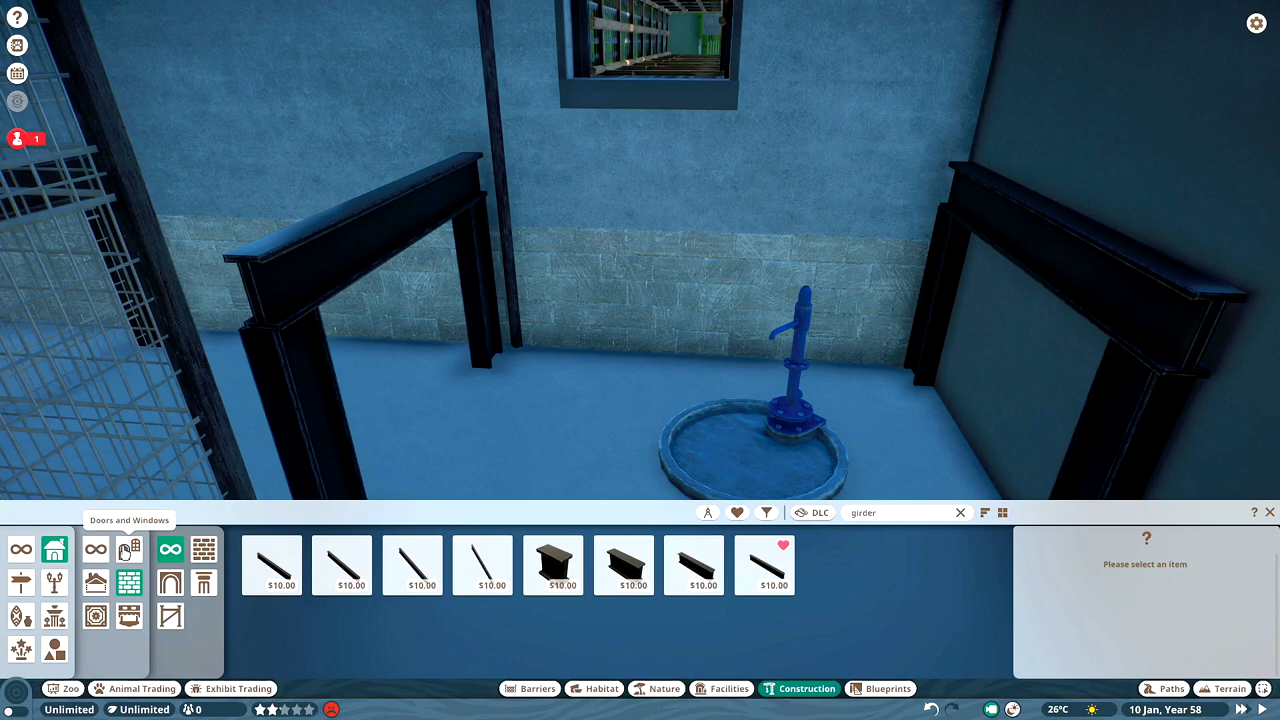 ?
1
Doors and Windows
DLC
girder
?
$10.00 $10.00 $10.00 $10.00 $10.00 $10.00 $10.00 $10.00
?
Please select an item
Zoo Animal Trading Exhibit Trading Barriers Habitat Nature Facilities Construction Blueprints Paths Terrain
Unlimited Unlimited 0 26°C 10 Jan, Year 58